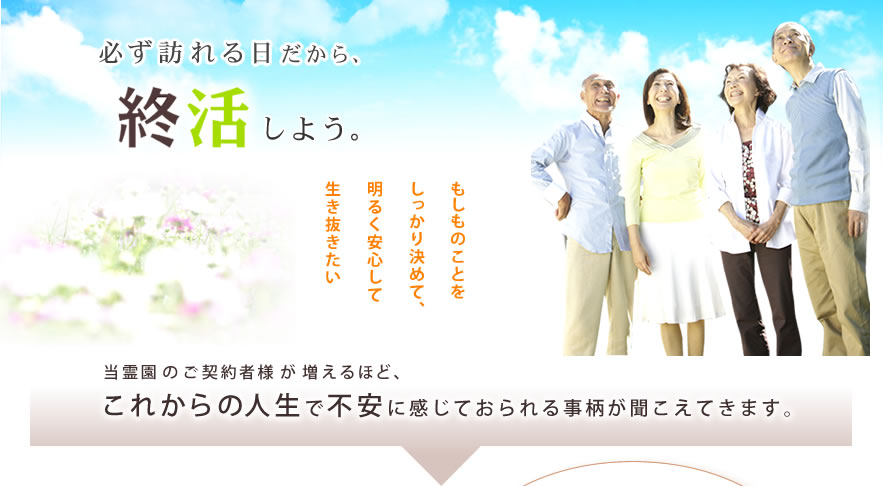 必ず訪れる日だから、
終活しよう。
もしものことを
しっかり決めて、
明るく安心して
生き抜きたい
当霊園のご契約者様が増えるほど、
これからの人生で不安に感じておられる事柄が聞こえてきます。